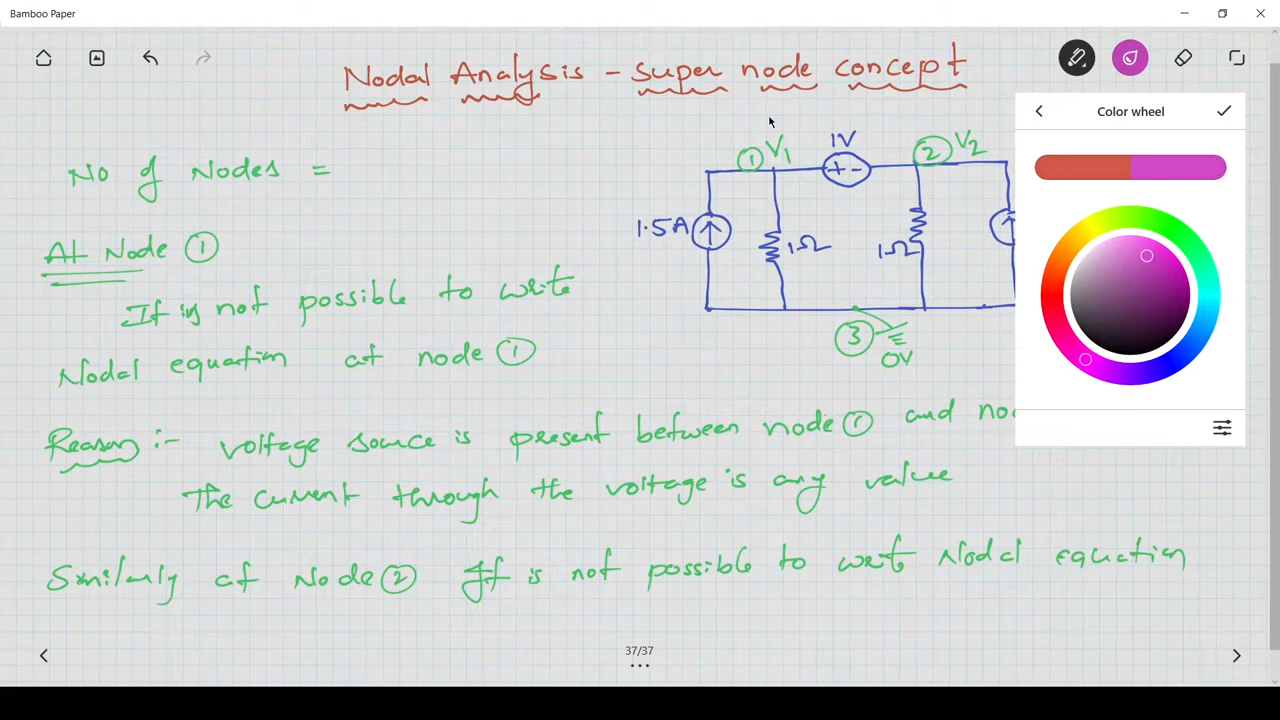 Bamboo Paper
Nodal Analysis - super node concept
Color wheel
No of Nodes =
① V1
1V
+ -
② V2
1.5A
1Ω
1Ω
At Node ①
It is not possible to write
Nodal equation at node ①
③
0V
Reason :- voltage source is present between node ① and no
The current through the voltage is any value
Similarly at Node ② It is not possible to write Nodal equation
37/37